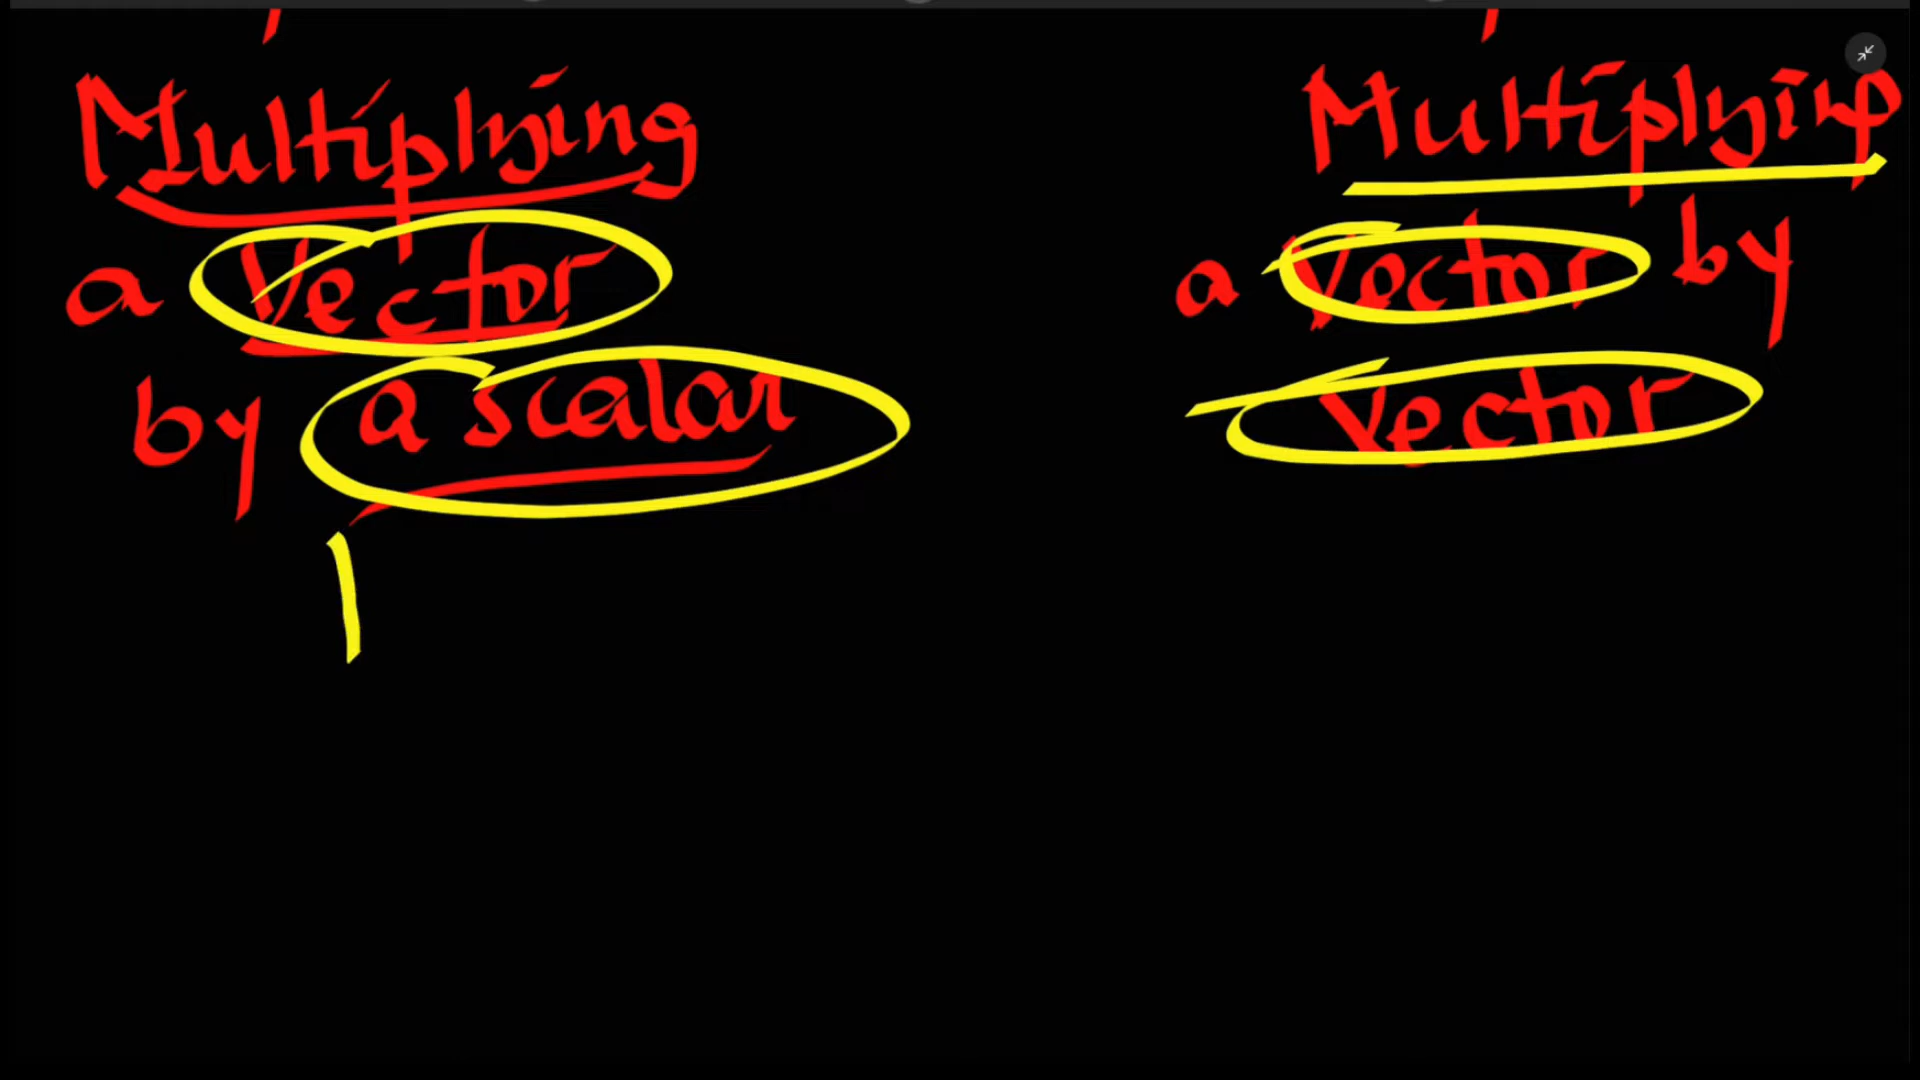 Multiplying
a Vector
by a scalar
Multiplying
a Vector by
Vector